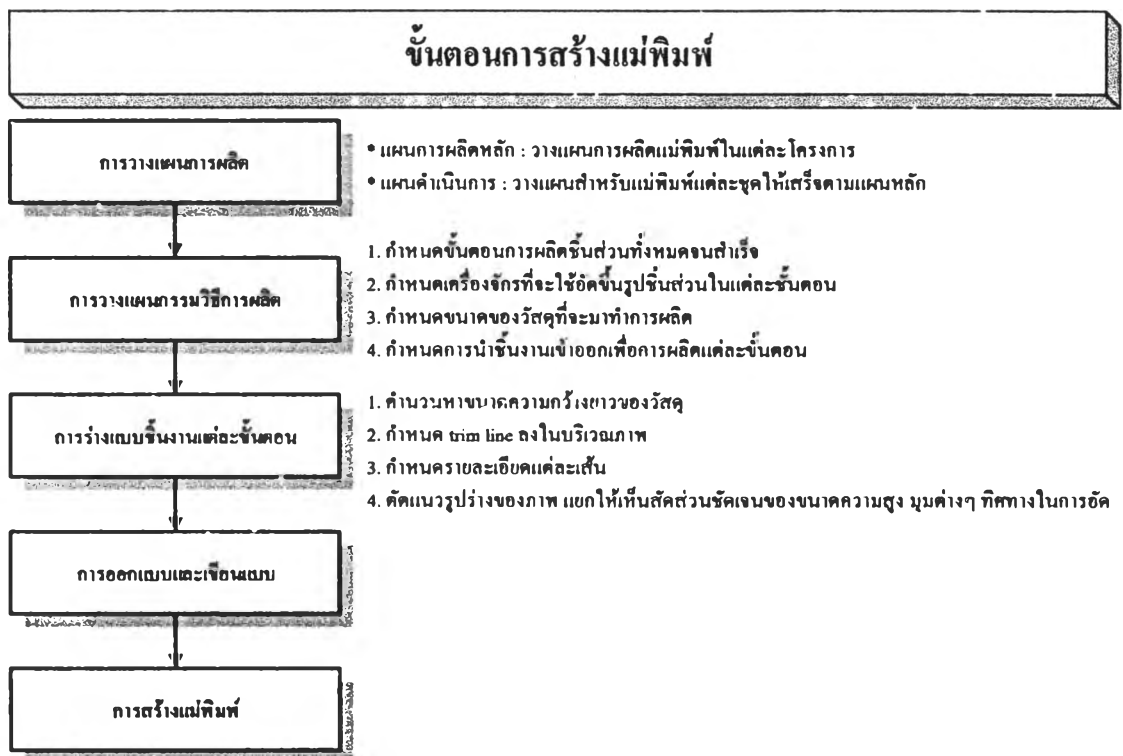 ขั้นตอนการสร้างแม่พิมพ์
การวางแผนการผลิต
• แผนการผลิตหลัก : วางแผนการผลิตแม่พิมพ์ในแต่ละโครงการ
• แผนดำเนินการ : วางแผนสำหรับแม่พิมพ์แต่ละชุดให้เสร็จตามแผนหลัก
การวางแผนกรรมวิธีการผลิต
1. กำหนดขั้นตอนการผลิตชิ้นส่วนทั้งหมดจนสำเร็จ
2. กำหนดเครื่องจักรที่จะใช้อัดขึ้นรูปชิ้นส่วนในแต่ละขั้นตอน
3. กำหนดขนาดของวัสดุที่จะมาทำการผลิต
4. กำหนดการนำชิ้นงานเข้าออกเพื่อการผลิตแต่ละขั้นตอน
การร่างแบบชิ้นงานแต่ละขั้นตอน
1. คำนวนหาขนาดความกว้างยาวของวัสดุ
2. กำหนด trim line ลงในบริเวณภาพ
3. กำหนดรายละเอียดแต่ละเส้น
4. ตัดแนวรูปร่างของภาพ แยกให้เห็นสัดส่วนชัดเจนของขนาดความสูง มุมต่างๆ ทิศทางในการอัด
การออกแบบและเขียนแบบ
การสร้างแม่พิมพ์